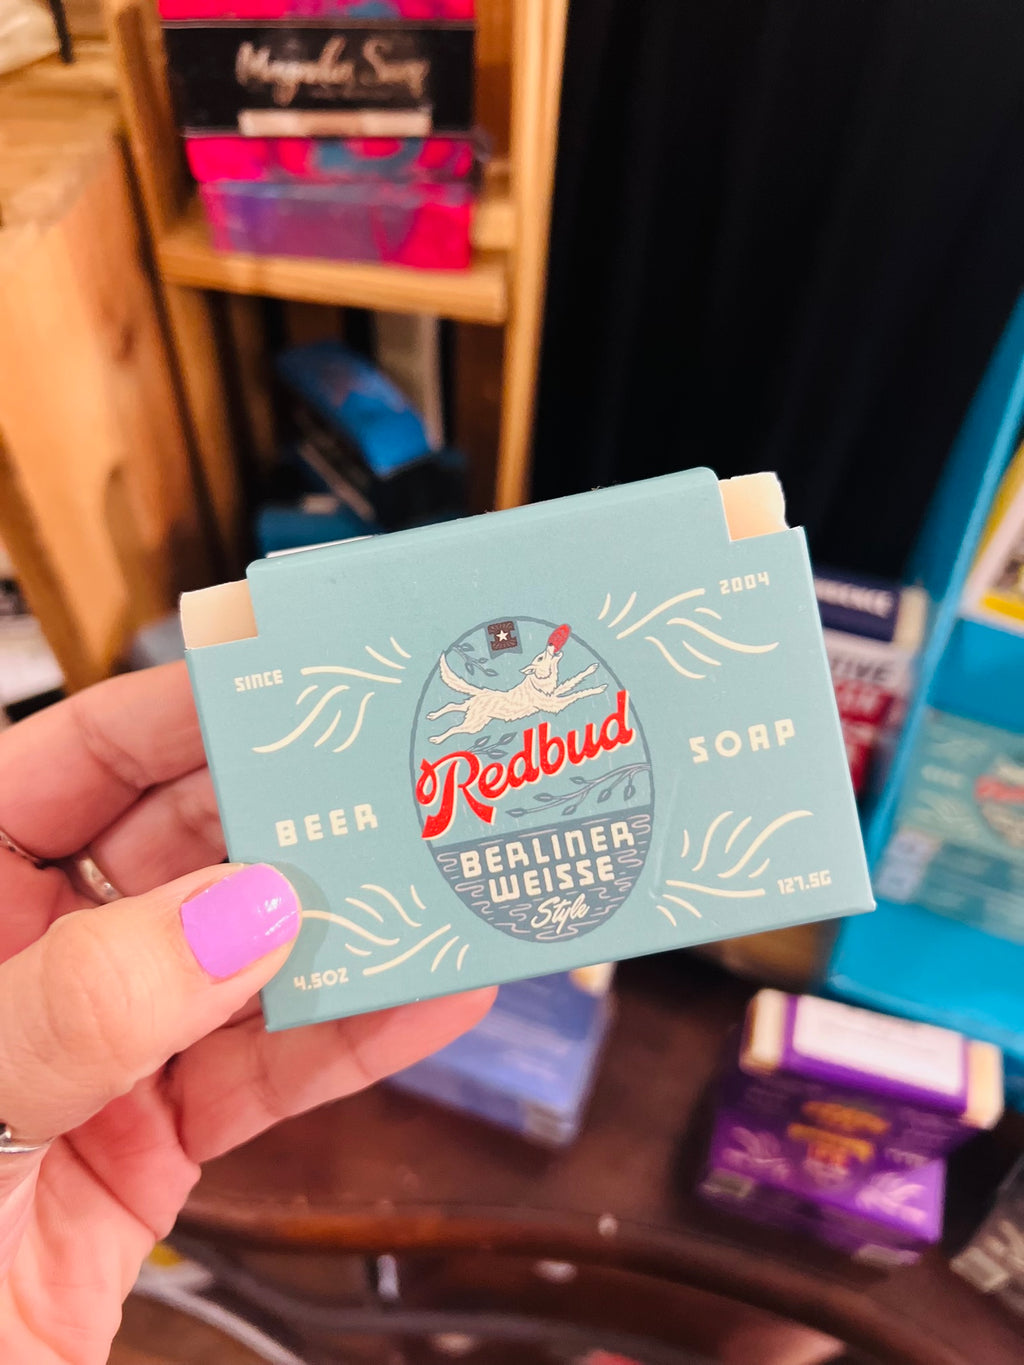 SINCE
2004
Redbud
BERLINER
WEISSE
Style
BEER
SOAP
4.5OZ
127.5G